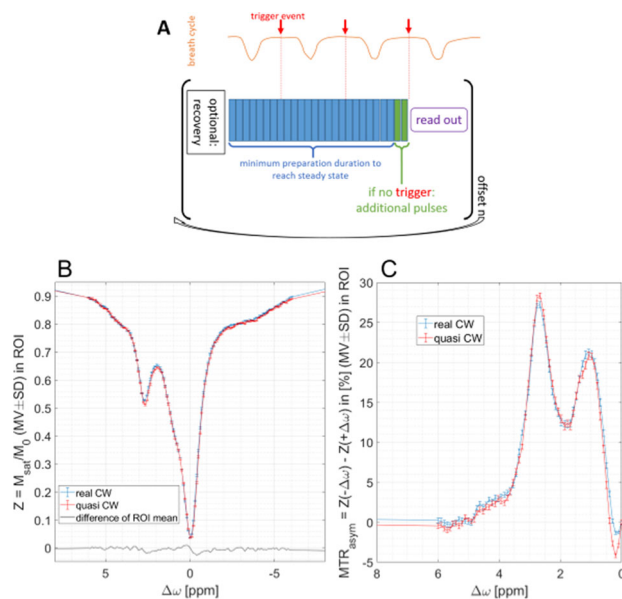 A
trigger event
breath cycle
optional:
recovery
read out
minimum preparation duration to
reach steady state
if no trigger:
additional pulses
B
Z = M_sat/M_0 (MV±SD) in ROI
0.9
0.8
0.7
0.6
0.5
0.4
0.3
0.2
0.1
0
real CW
quasi CW
difference of ROI mean
5
0
-5
Δω [ppm]
C
MTR_asym = Z(-Δω) - Z(+Δω) in [%] (MV±SD) in ROI
30
25
20
15
10
5
0
-5
real CW
quasi CW
8
6
4
2
0
Δω [ppm]